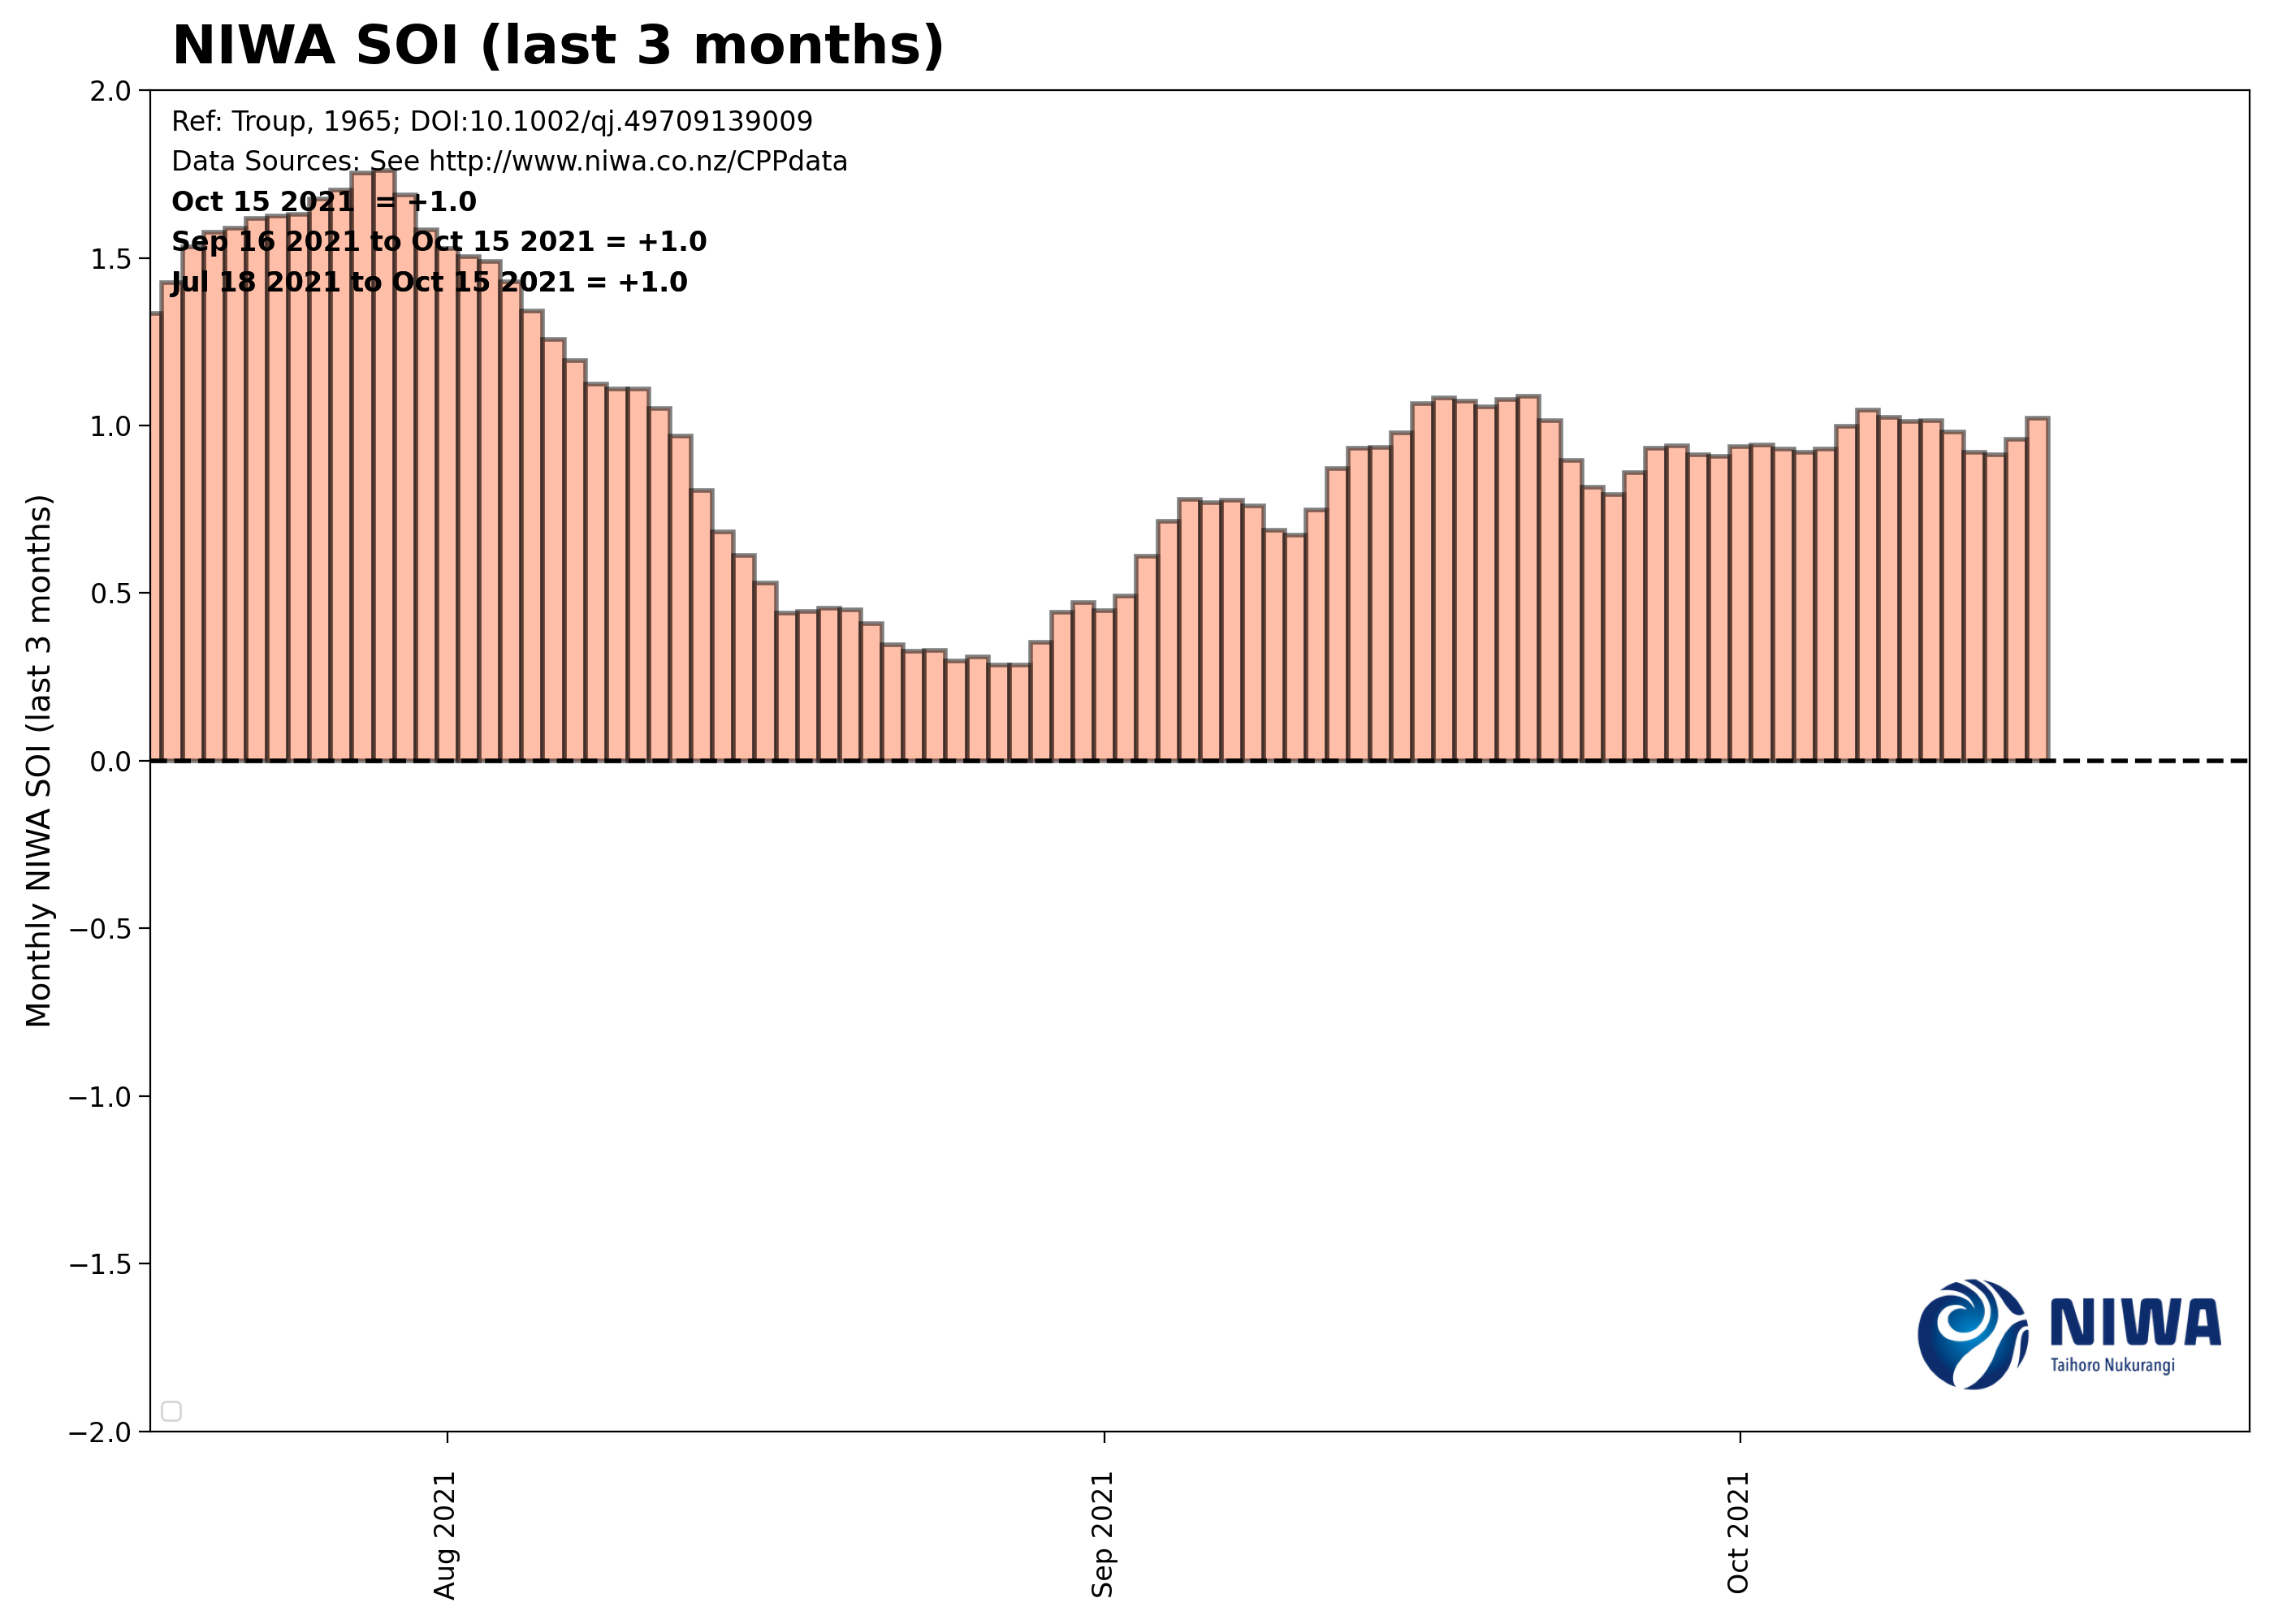 NIWA SOI (last 3 months)
Ref: Troup, 1965; DOI:10.1002/qj.49709139009
Data Sources: See http://www.niwa.co.nz/CPPdata
Oct 15 2021  = +1.0
Sep 16 2021 to Oct 15 2021 = +1.0
Jul 18 2021 to Oct 15 2021 = +1.0
Monthly NIWA SOI (last 3 months)
2.0
1.5
1.0
0.5
0.0
−0.5
−1.0
−1.5
−2.0
Aug 2021
Sep 2021
Oct 2021
NIWA
Taihoro Nukurangi